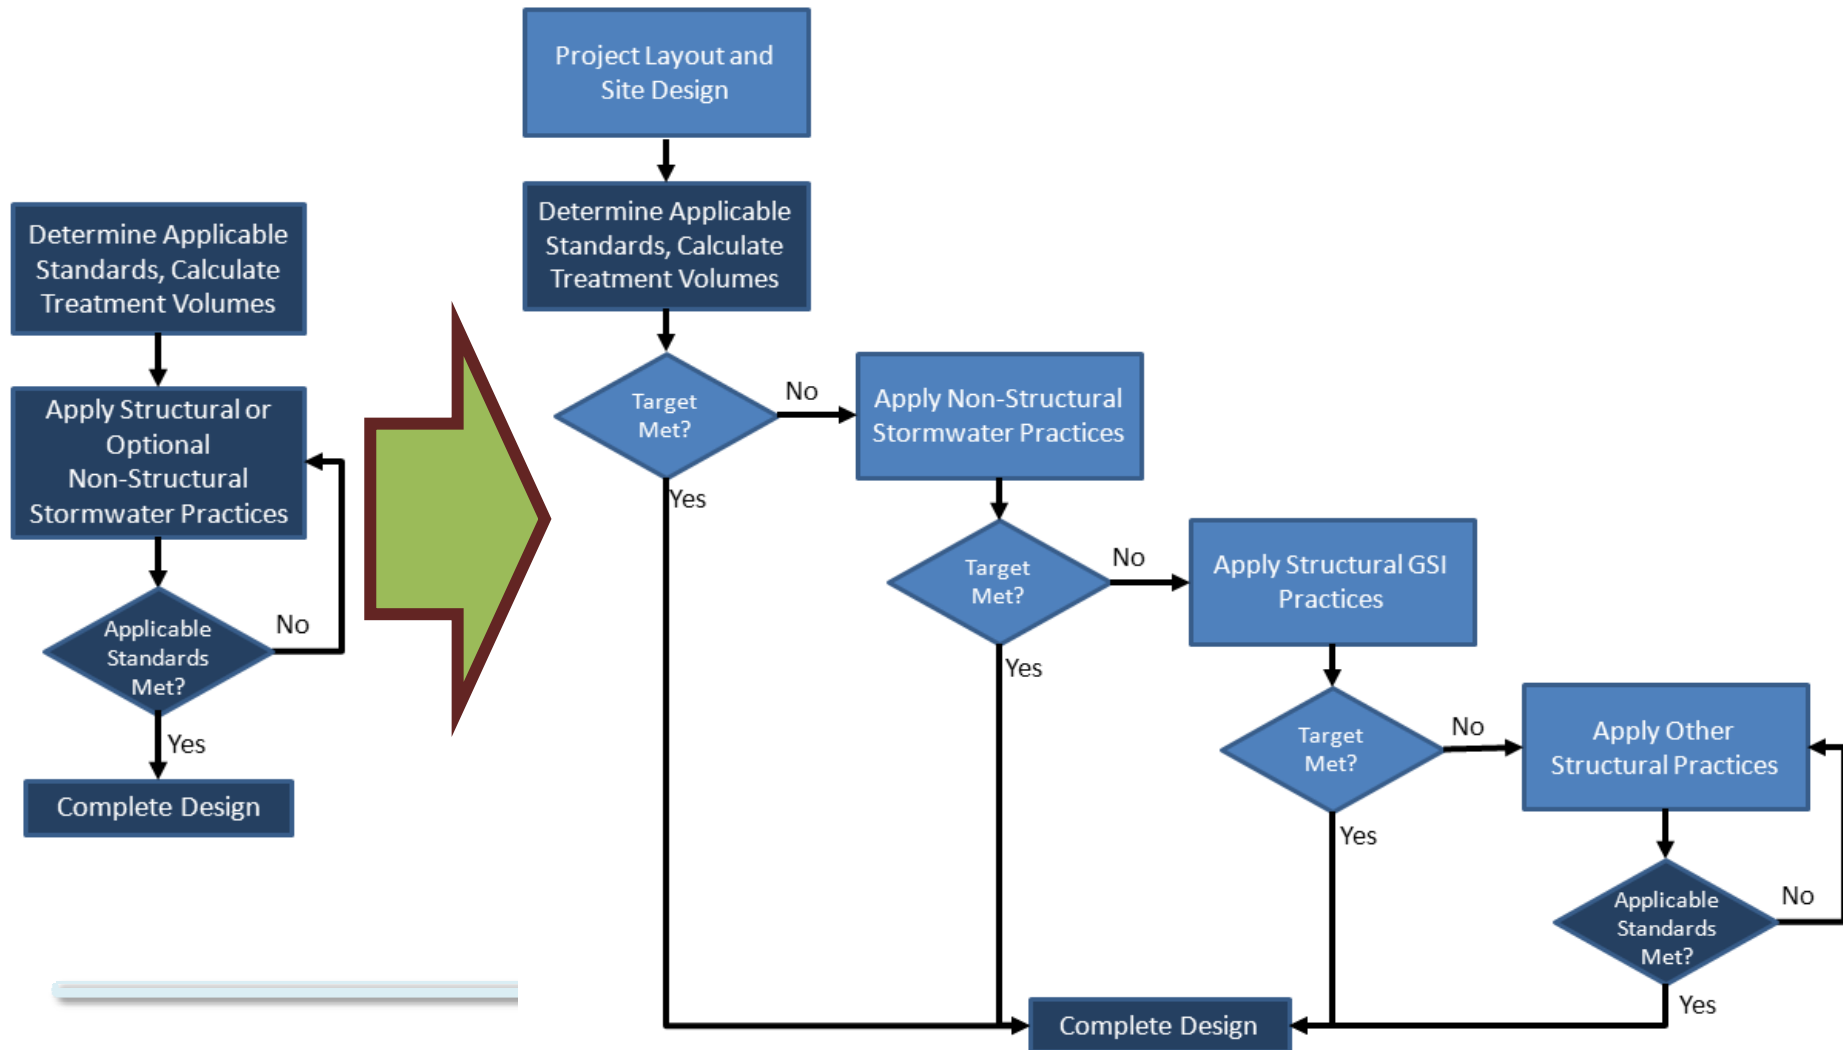 Determine Applicable
Standards, Calculate
Treatment Volumes
Apply Structural or
Optional
Non-Structural
Stormwater Practices
Applicable
Standards
Met?
No
Yes
Complete Design
Project Layout and
Site Design
Determine Applicable
Standards, Calculate
Treatment Volumes
Target
Met?
No
Yes
Apply Non-Structural
Stormwater Practices
Target
Met?
No
Yes
Apply Structural GSI
Practices
Target
Met?
No
Yes
Apply Other
Structural Practices
Applicable
Standards
Met?
No
Yes
Complete Design